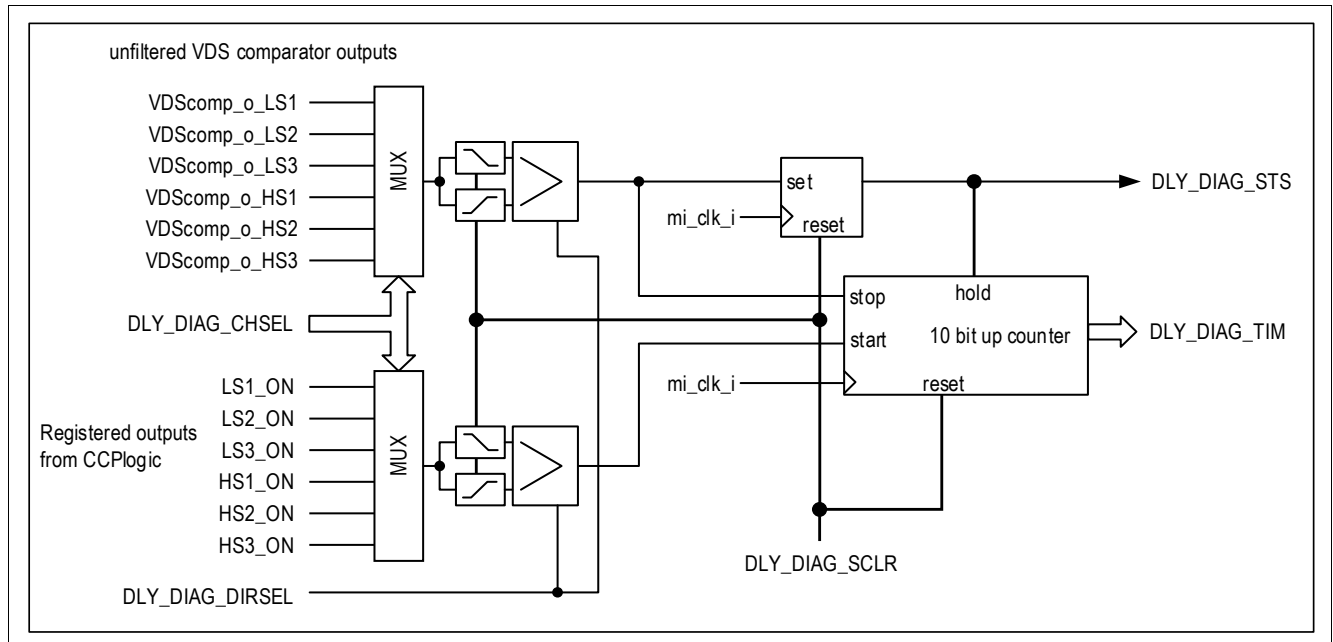 unfiltered VDS comparator outputs
VDScomp_o_LS1
VDScomp_o_LS2
VDScomp_o_LS3
VDScomp_o_HS1
VDScomp_o_HS2
VDScomp_o_HS3
MUX
DLY_DIAG_CHSEL
set
mi_clk_i
reset
DLY_DIAG_STS
stop
hold
start
10 bit up counter
DLY_DIAG_TIM
mi_clk_i
reset
Registered outputs
from CCPlogic
LS1_ON
LS2_ON
LS3_ON
HS1_ON
HS2_ON
HS3_ON
MUX
DLY_DIAG_SCLR
DLY_DIAG_DIRSEL